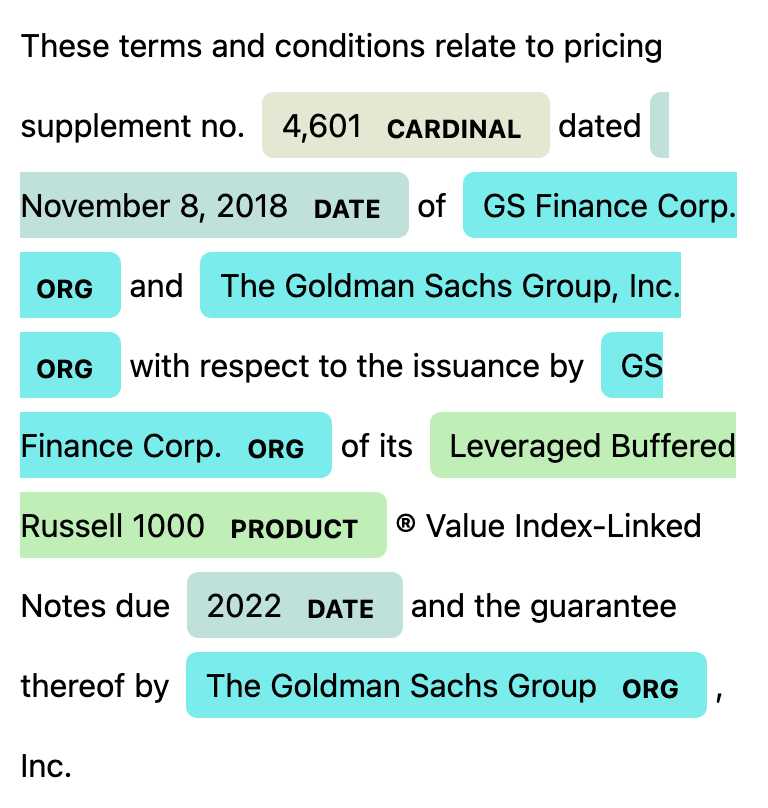 These terms and conditions relate to pricing
supplement no. 4,601 CARDINAL dated
November 8, 2018 DATE of GS Finance Corp.
ORG and The Goldman Sachs Group, Inc.
ORG with respect to the issuance by GS
Finance Corp. ORG of its Leveraged Buffered
Russell 1000 PRODUCT ® Value Index-Linked
Notes due 2022 DATE and the guarantee
thereof by The Goldman Sachs Group ORG ,
Inc.